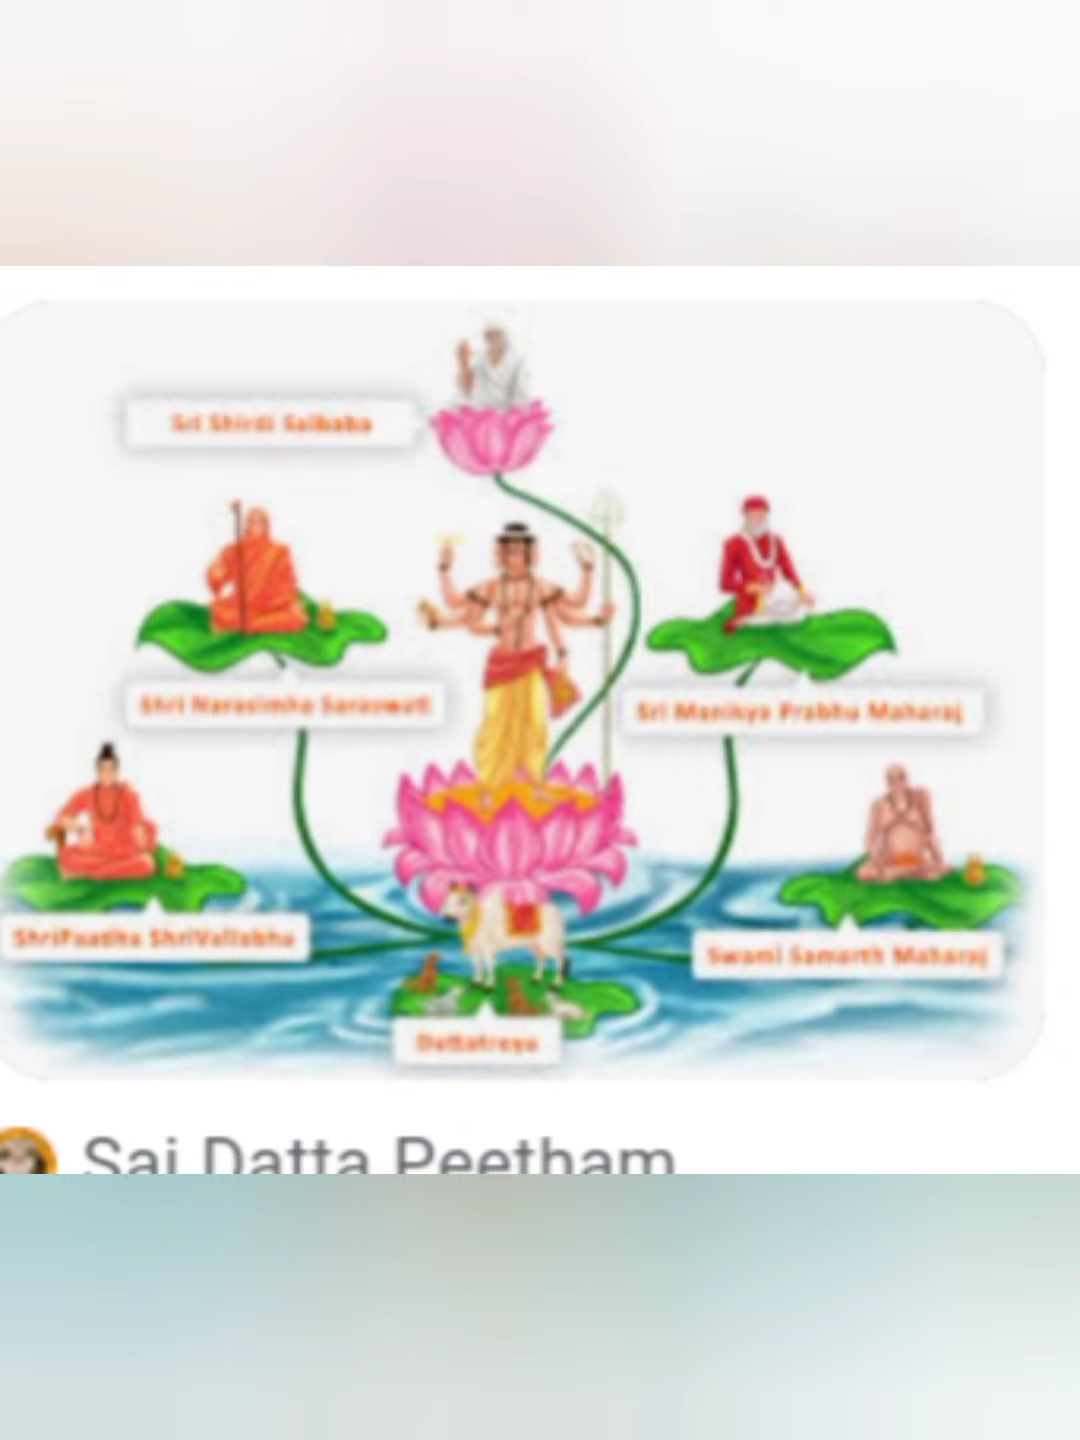 Sri Shirdi Saibaba
Shri Narasimha Saraswati
Sri Manikya Prabhu Maharaj
ShriPaadha ShriVallabha
Swami Samarth Maharaj
Dattatreya
Sai Datta Peetham